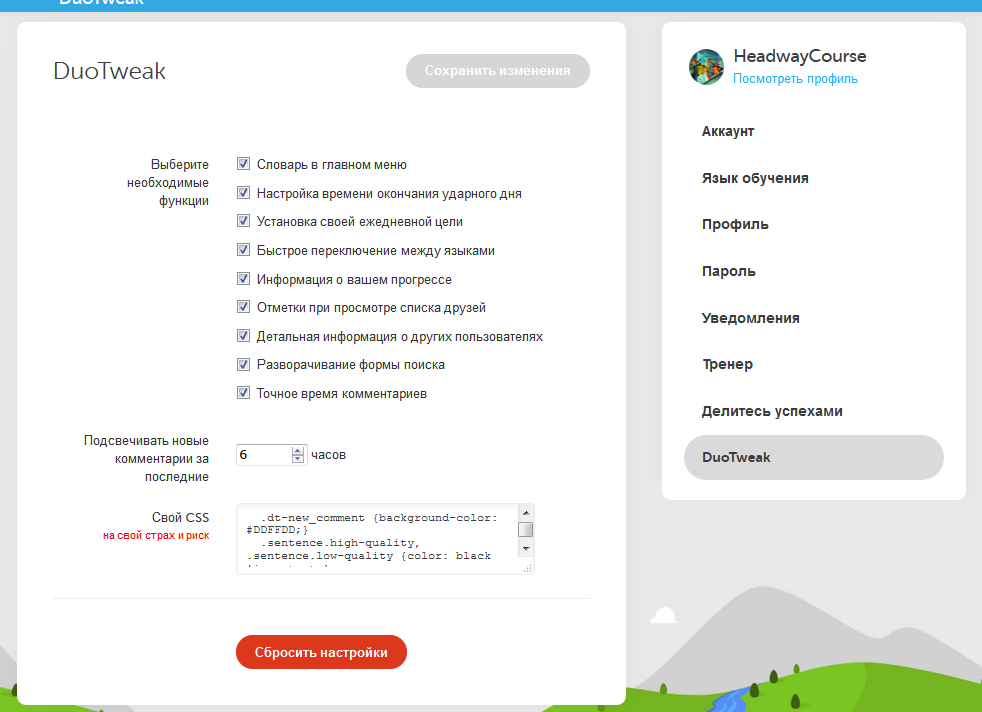 DuoTweak
DuoTweak
Сохранить изменения
Выберите
необходимые
функции
Словарь в главном меню
Настройка времени окончания ударного дня
Установка своей ежедневной цели
Быстрое переключение между языками
Информация о вашем прогрессе
Отметки при просмотре списка друзей
Детальная информация о других пользователях
Разворачивание формы поиска
Точное время комментариев
Подсвечивать новые
комментарии за
последние
6 часов
Свой CSS
на свой страх и риск
.dt-new_comment {background-color:
#DDFFDD;}
.sentence.high-quality,
.sentence.low-quality {color: black
Сбросить настройки
HeadwayCourse
Посмотреть профиль
Аккаунт
Язык обучения
Профиль
Пароль
Уведомления
Тренер
Делитесь успехами
DuoTweak